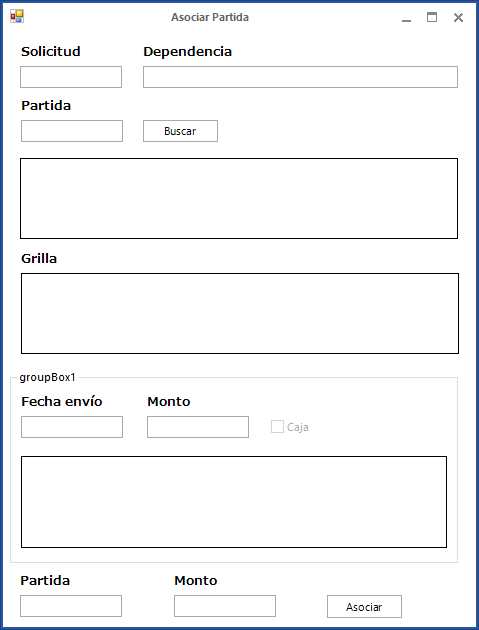 Asociar Partida
Solicitud Dependencia
Partida
Buscar
Grilla
groupBox1
Fecha envío Monto
Caja
Partida Monto
Asociar